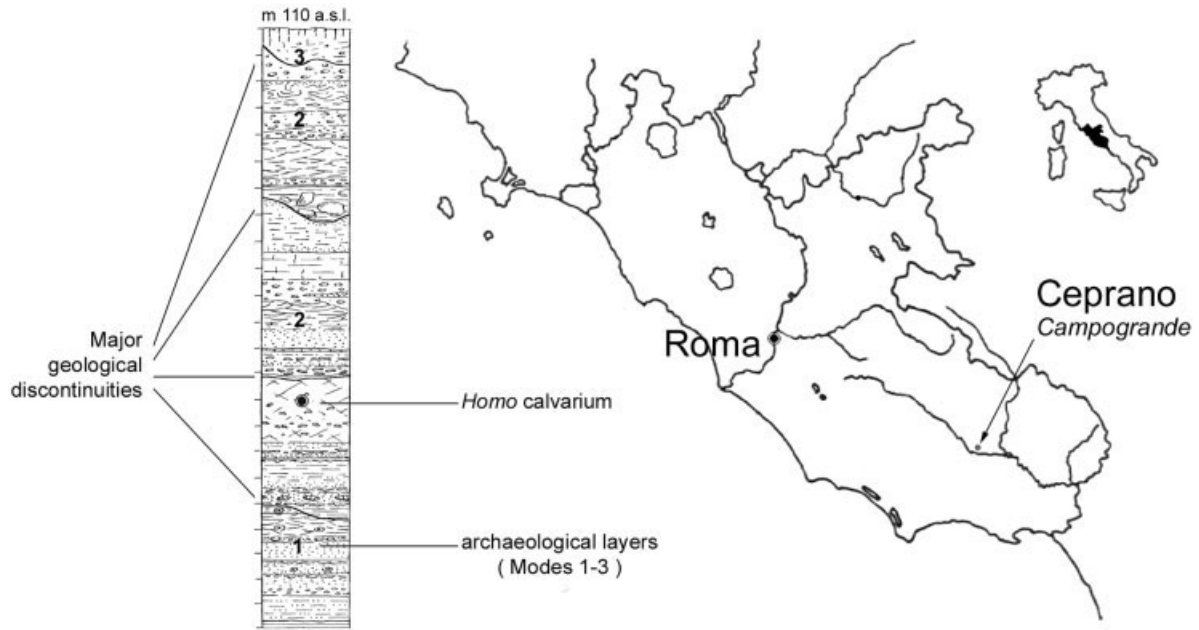 m 110 a.s.l.
3
2
2
Major
geological
discontinuities
Homo calvarium
1
archaeological layers
( Modes 1-3 )
Roma
Ceprano
Campogrande